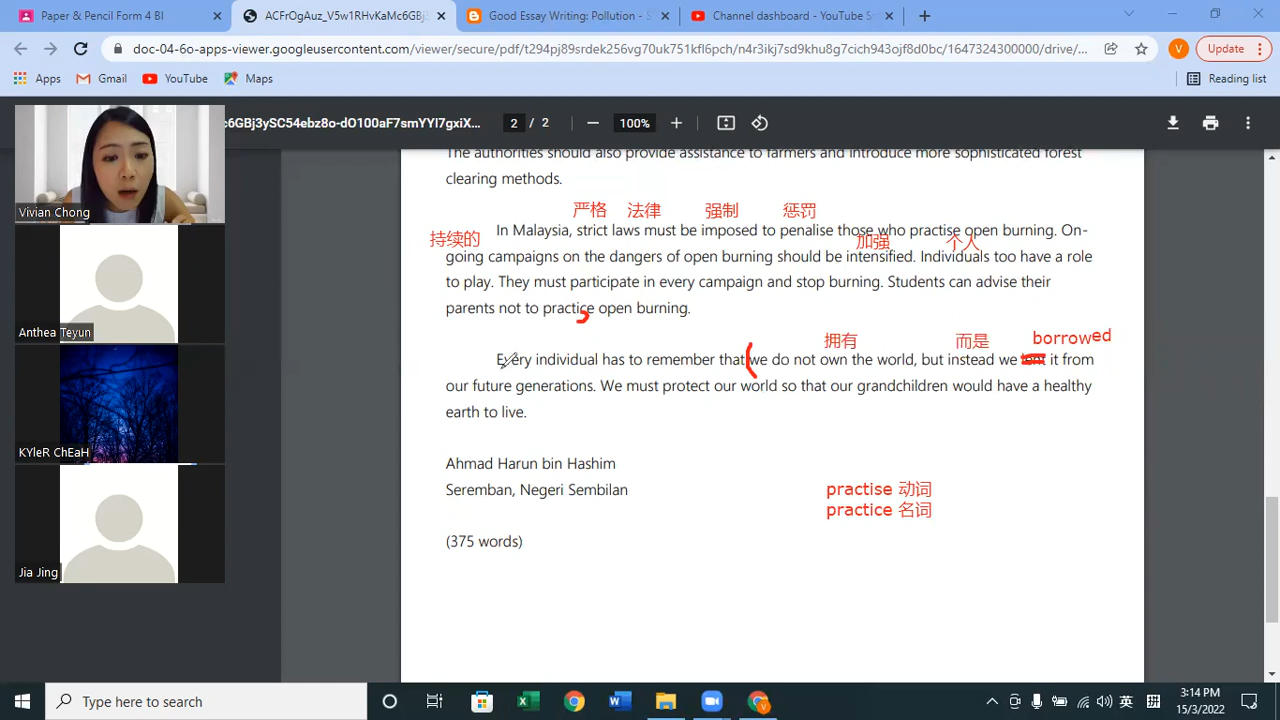 Paper & Pencil Form 4 BI
ACFrOgAuz_V5w1RHvKaMc6GBj
Good Essay Writing: Pollution - S
Channel dashboard - YouTube St
doc-04-6o-apps-viewer.googleusercontent.com/viewer/secure/pdf/t294pj89srdek256vg70uk751kfl6pch/n4r3ikj7sd9khu8g7cich943ojf8d0bc/1647324300000/drive/...
V
Update
Apps
Gmail
YouTube
Maps
Reading list
c6GBj3ySC54ebz8o-dO100aF7smYYI7gxiX...
2 / 2
100%
The authorities should also provide assistance to farmers and introduce more sophisticated forest
clearing methods.
严格 法律 强制 惩罚
In Malaysia, strict laws must be imposed to penalise those who practise open burning. On-
持续的 加强 个人
going campaigns on the dangers of open burning should be intensified. Individuals too have a role
to play. They must participate in every campaign and stop burning. Students can advise their
parents not to practice open burning.
s
拥有 而是 borrowed
Every individual has to remember that (we do not own the world, but instead we lent it from
our future generations. We must protect our world so that our grandchildren would have a healthy
earth to live.
Ahmad Harun bin Hashim
Seremban, Negeri Sembilan
practise 动词
practice 名词
(375 words)
Vivian Chong
Anthea Teyun
KYleR ChEaH
Jia Jing
Type here to search
英
拼
3:14 PM
15/3/2022